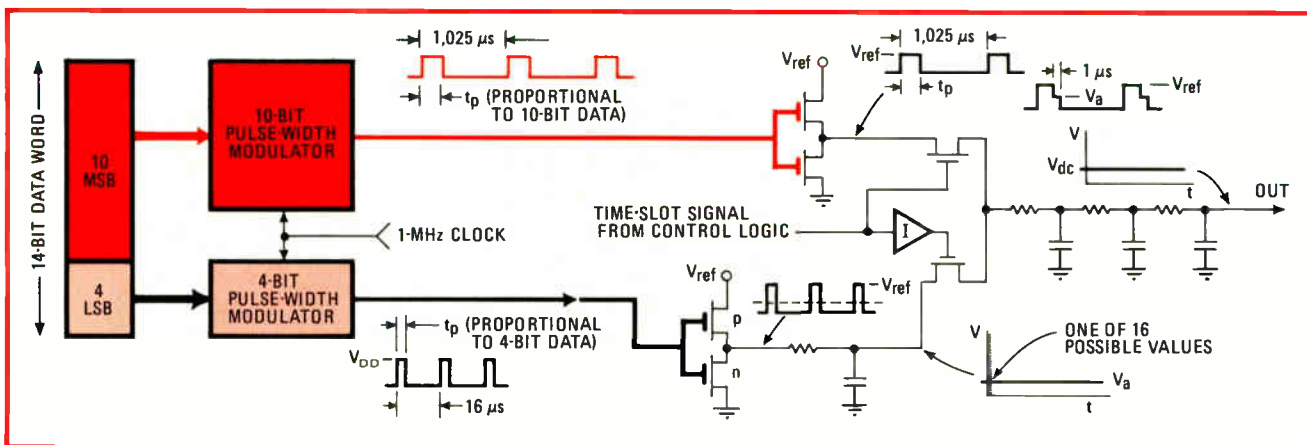 14-BIT DATA WORD
10
MSB
4
LSB
10-BIT
PULSE-WIDTH
MODULATOR
4-BIT
PULSE-WIDTH
MODULATOR
1-MHz CLOCK
1,025 µs
tp (PROPORTIONAL
TO 10-BIT DATA)
VDD
tp (PROPORTIONAL
TO 4-BIT DATA)
16 µs
Vref
Vref
1,025 µs
tp
1 µs
Va
Vref
TIME-SLOT SIGNAL
FROM CONTROL LOGIC
I
Vref
p
n
Vref
V
Vdc
t
OUT
V
ONE OF 16
POSSIBLE VALUES
Va
t